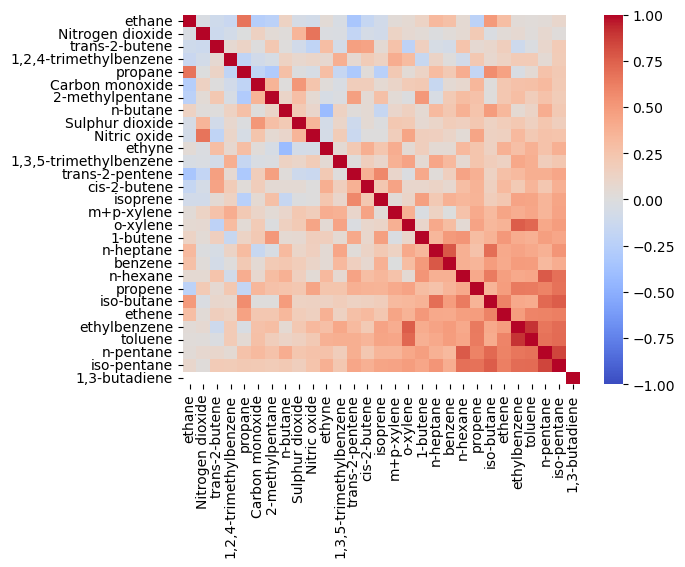 ethane
Nitrogen dioxide
trans-2-butene
1,2,4-trimethylbenzene
propane
Carbon monoxide
2-methylpentane
n-butane
Sulphur dioxide
Nitric oxide
ethyne
1,3,5-trimethylbenzene
trans-2-pentene
cis-2-butene
isoprene
m+p-xylene
o-xylene
1-butene
n-heptane
benzene
n-hexane
propene
iso-butane
ethene
ethylbenzene
toluene
n-pentane
iso-pentane
1,3-butadiene
ethane
Nitrogen dioxide
trans-2-butene
1,2,4-trimethylbenzene
propane
Carbon monoxide
2-methylpentane
n-butane
Sulphur dioxide
Nitric oxide
ethyne
1,3,5-trimethylbenzene
trans-2-pentene
cis-2-butene
isoprene
m+p-xylene
o-xylene
1-butene
n-heptane
benzene
n-hexane
propene
iso-butane
ethene
ethylbenzene
toluene
n-pentane
iso-pentane
1,3-butadiene
1.00
0.75
0.50
0.25
0.00
−0.25
−0.50
−0.75
−1.00